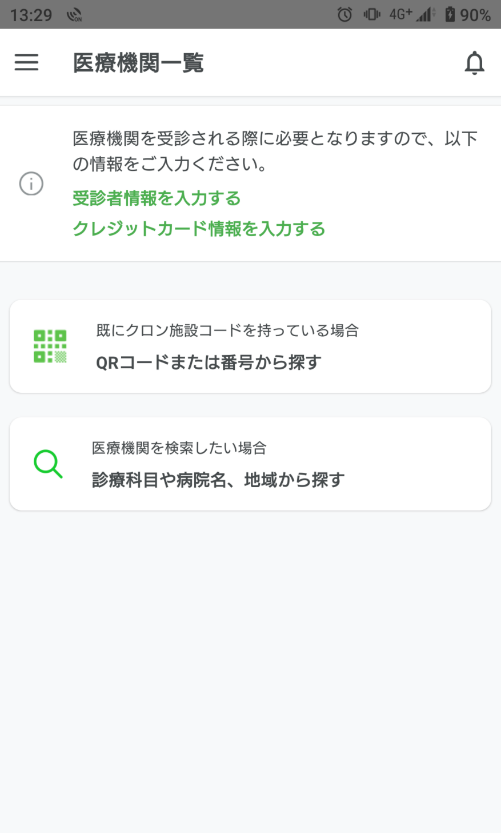 13:29
4G+
90%
医療機関一覧
医療機関を受診される際に必要となりますので、以下
の情報をご入力ください。
受診者情報を入力する
クレジットカード情報を入力する
既にクロン施設コードを持っている場合
QRコードまたは番号から探す
医療機関を検索したい場合
診療科目や病院名、地域から探す